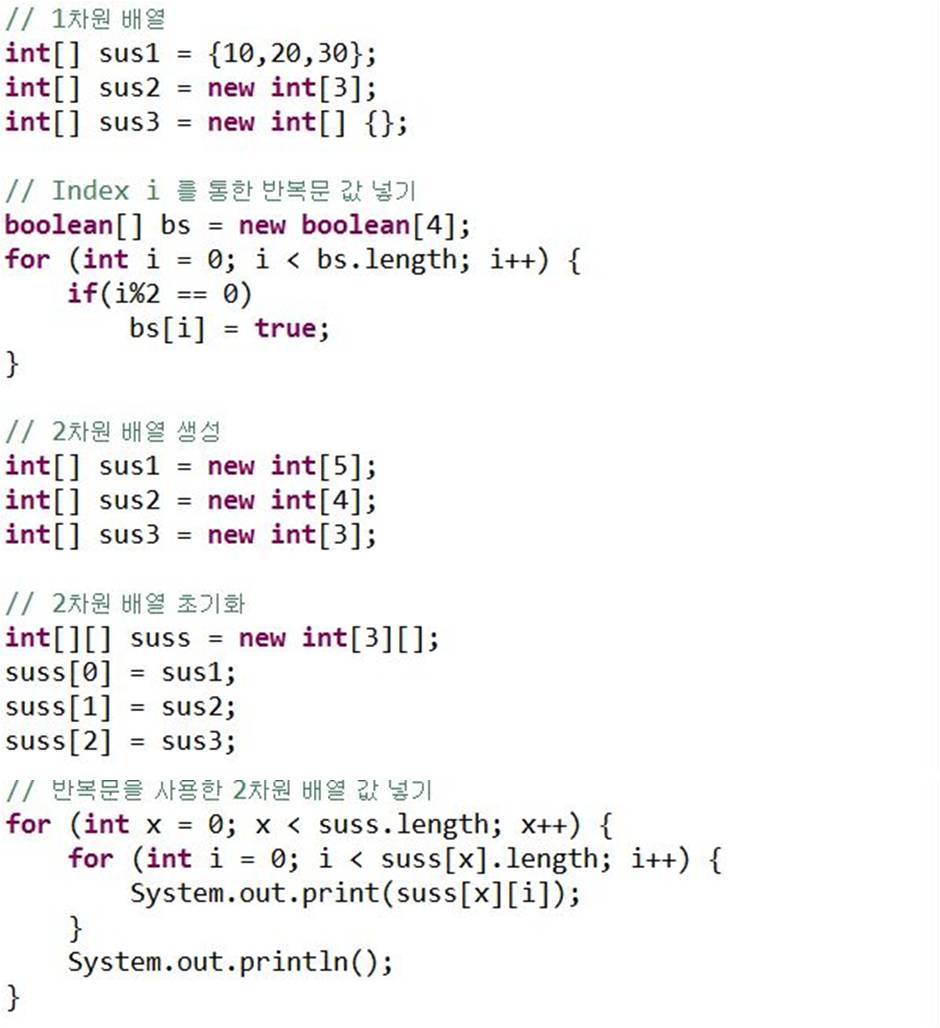 // 1차원 배열
int[] sus1 = {10,20,30};
int[] sus2 = new int[3];
int[] sus3 = new int[] {};
// Index i 를 통한 반복문 값 넣기
boolean[] bs = new boolean[4];
for (int i = 0; i < bs.length; i++) {
    if(i%2 == 0)
        bs[i] = true;
}
// 2차원 배열 생성
int[] sus1 = new int[5];
int[] sus2 = new int[4];
int[] sus3 = new int[3];
// 2차원 배열 초기화
int[][] suss = new int[3][];
suss[0] = sus1;
suss[1] = sus2;
suss[2] = sus3;
// 반복문을 사용한 2차원 배열 값 넣기
for (int x = 0; x < suss.length; x++) {
    for (int i = 0; i < suss[x].length; i++) {
        System.out.print(suss[x][i]);
    }
    System.out.println();
}